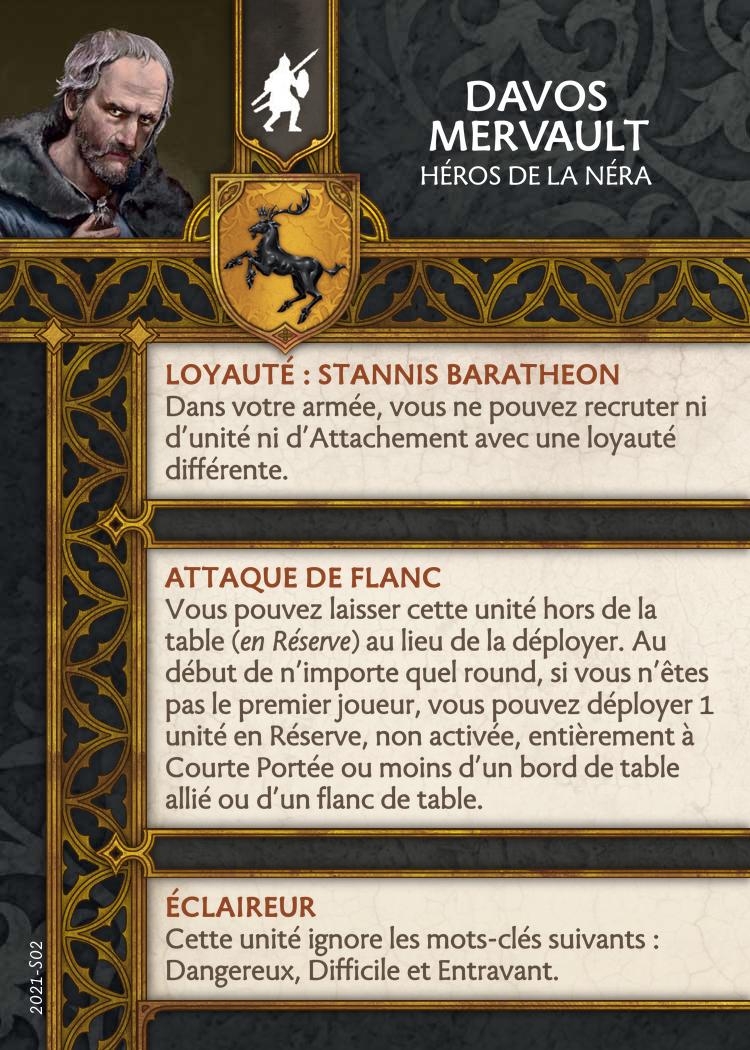 DAVOS
MERVAULT
HÉROS DE LA NÉRA
LOYAUTÉ : STANNIS BARATHEON
Dans votre armée, vous ne pouvez recruter ni
d’unité ni d’Attachement avec une loyauté
différente.
ATTAQUE DE FLANC
Vous pouvez laisser cette unité hors de la
table (en Réserve) au lieu de la déployer. Au
début de n’importe quel round, si vous n’êtes
pas le premier joueur, vous pouvez déployer 1
unité en Réserve, non activée, entièrement à
Courte Portée ou moins d’un bord de table
allié ou d’un flanc de table.
ÉCLAIREUR
Cette unité ignore les mots-clés suivants :
Dangereux, Difficile et Entravant.
2021-S02